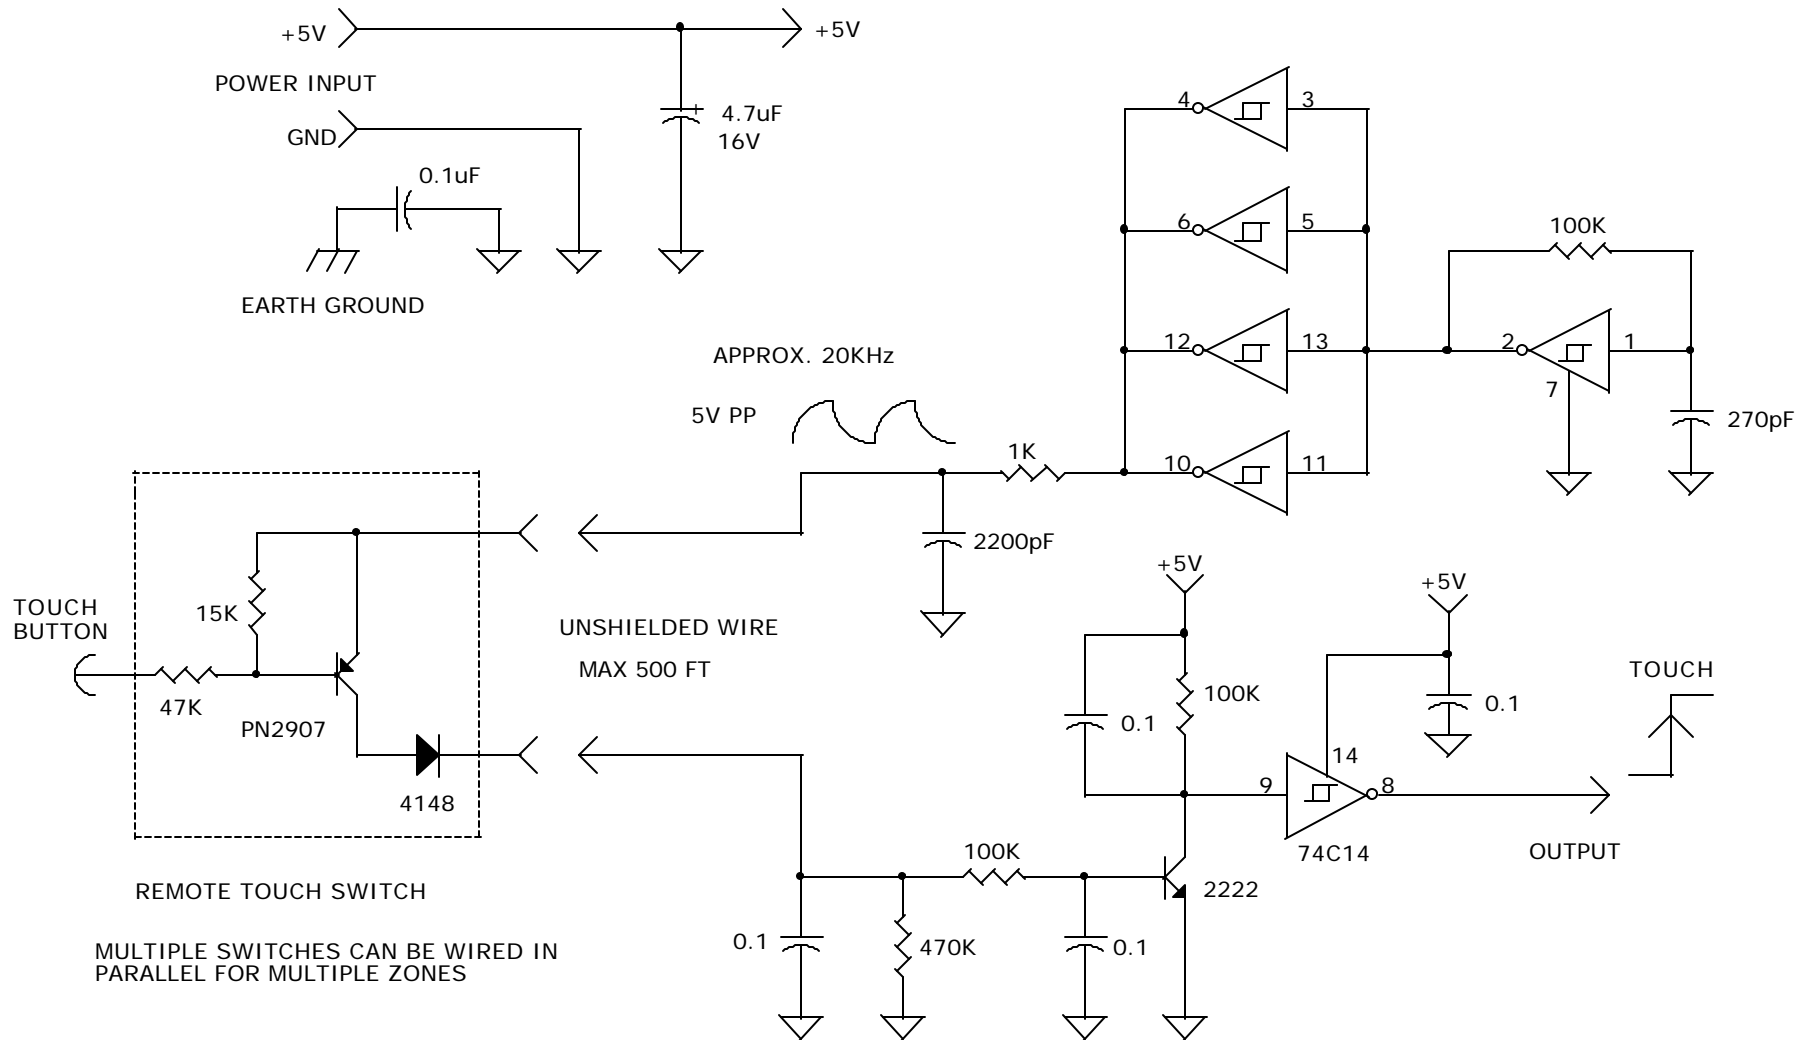 +5V
+5V
POWER INPUT
4.7uF
16V
GND
0.1uF
EARTH GROUND
4
3
6
5
100K
12
13
2
1
7
270pF
APPROX. 20KHz
5V PP
1K
10
11
2200pF
+5V
+5V
TOUCH
BUTTON
15K
47K
PN2907
4148
UNSHIELDED WIRE
MAX 500 FT
100K
0.1
0.1
TOUCH
14
9
8
74C14
OUTPUT
REMOTE TOUCH SWITCH
100K
2222
0.1
470K
0.1
MULTIPLE SWITCHES CAN BE WIRED IN
PARALLEL FOR MULTIPLE ZONES